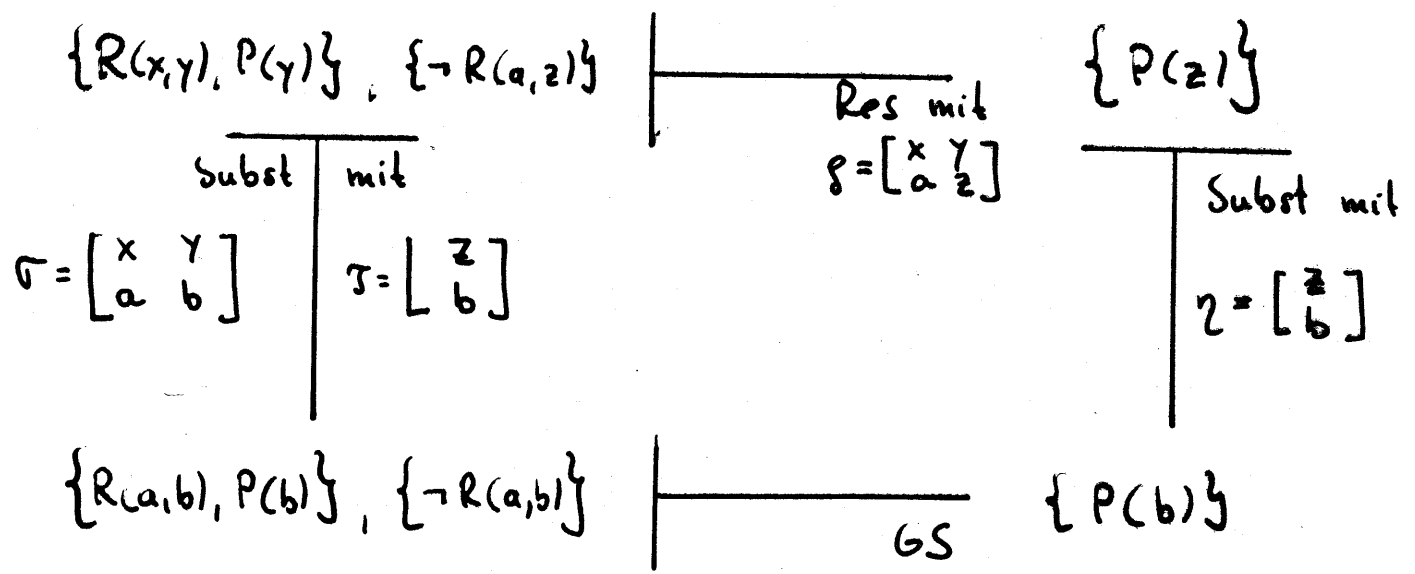 {R(x,y), P(y)}, {¬R(a,z)} ⊢ {P(z)}
Res mit
ρ = [x y
a z]
Subst mit
Subst mit
σ = [x y
a b]
τ = [z
b]
η = [z
b]
{R(a,b), P(b)}, {¬R(a,b)} ⊢ {P(b)}
GS